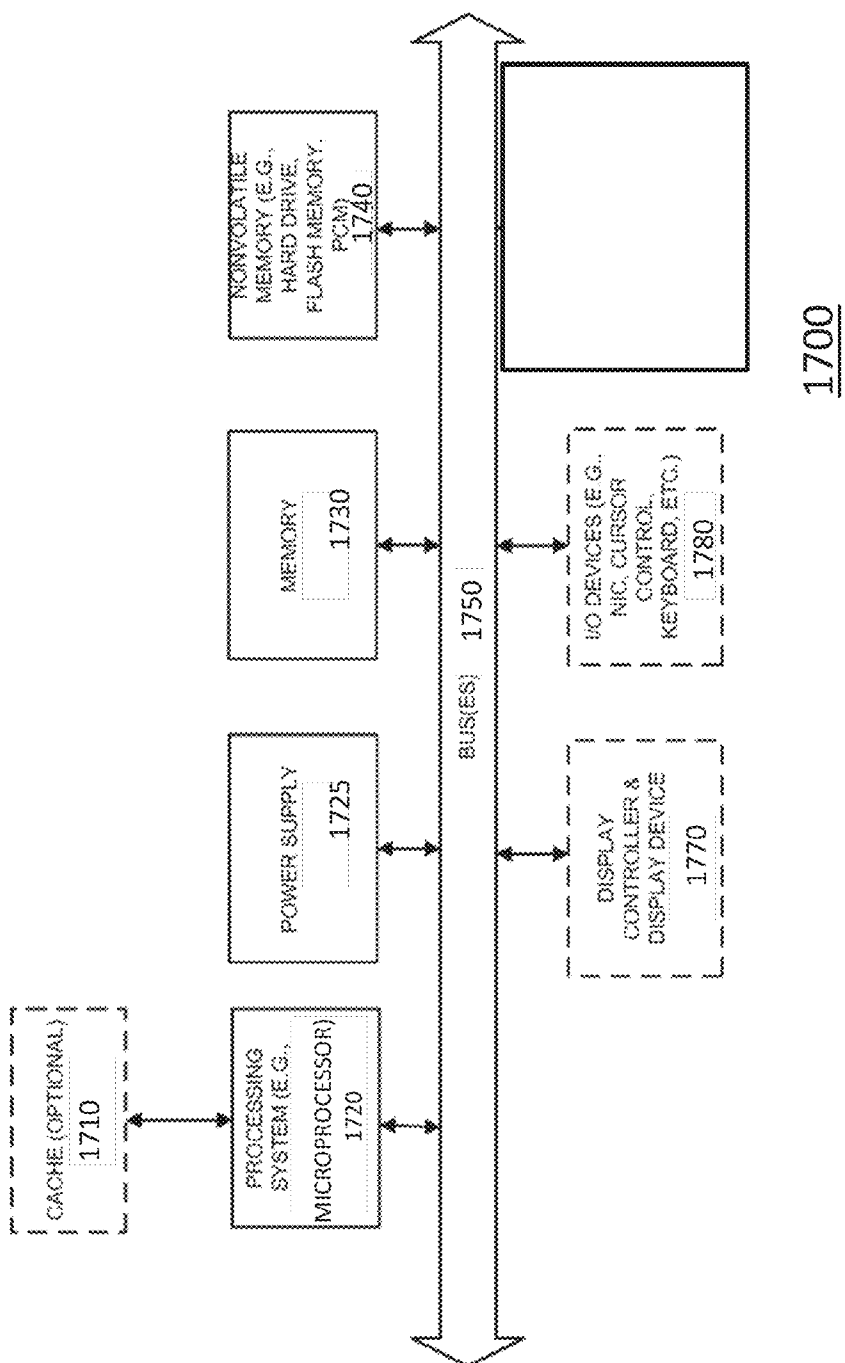 CACHE (OPTIONAL)
1710
PROCESSING
SYSTEM (E.G.,
MICROPROCESSOR)
1720
POWER SUPPLY
1725
MEMORY
1730
NONVOLATILE
MEMORY (E.G.,
HARD DRIVE,
FLASH MEMORY,
PCM)
1740
BUS(ES) 1750
DISPLAY
CONTROLLER &
DISPLAY DEVICE
1770
I/O DEVICES (E.G.,
NIC, CURSOR
CONTROL,
KEYBOARD, ETC.)
1780
1700